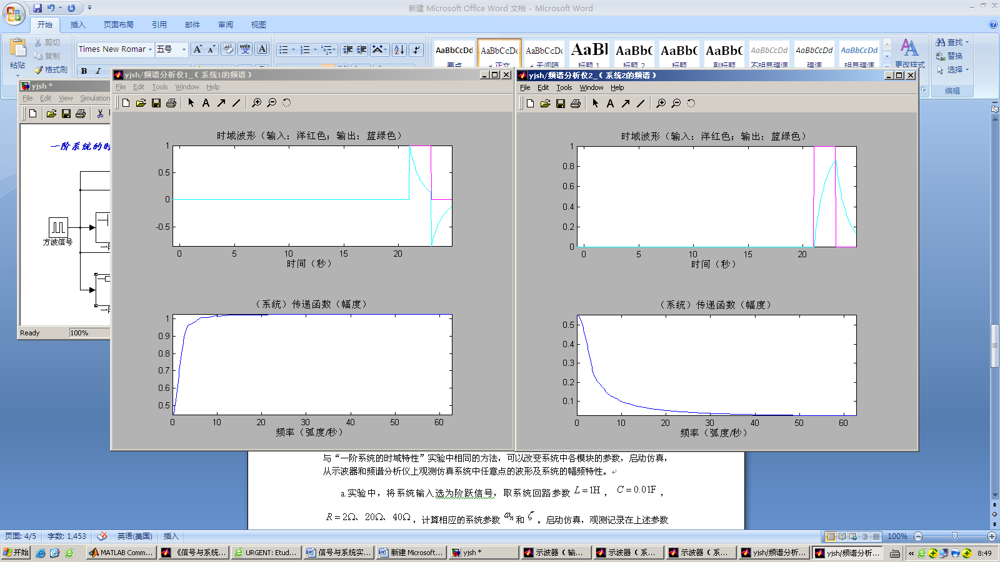 新建 Microsoft Office Word 文档 - Microsoft Word
开始 插入 页面布局 引用 邮件 审阅 视图
粘贴 剪切 复制 格式刷
Times New Romar 五号
B I
AaBbCcDd AaBbCcDc AaBbCcDc AaBbl AaBbC AaBbC AaBbC AaBbCcDd AaBbCcDd AaBbCcDd
要点 正文 无间隔 标题 1 标题 2 标题 副标题 不明显强调 强调 明显强调
更改样式
查找
替换
选择
编辑
yjsh *
File Edit View Simulation
一阶系统的时
方波信号
Ready 100%
yjsh/频谱分析仪1_（系统1的频谱）
File Edit Tools Window Help
时域波形（输入：洋红色；输出：蓝绿色）
1
0.5
0
-0.5
0 5 10 15 20
时间（秒）
（系统）传递函数（幅度）
1
0.9
0.8
0.7
0.6
0.5
0 10 20 30 40 50 60
频率（弧度/秒）
yjsh/频谱分析仪2_（系统2的频谱）
File Edit Tools Window Help
时域波形（输入：洋红色；输出：蓝绿色）
1
0.8
0.6
0.4
0.2
0
0 5 10 15 20
时间（秒）
（系统）传递函数（幅度）
0.5
0.4
0.3
0.2
0.1
0 10 20 30 40 50 60
频率（弧度/秒）
与“一阶系统的时域特性”实验中相同的方法，可以改变系统中各模块的参数，启动仿真，
从示波器和频谱分析仪上观测仿真系统中任意点的波形及系统的幅频特性。
a.实验中，将系统输入选为阶跃信号，取系统回路参数 L=1H， C=0.01F，
R=2Ω、20Ω、40Ω，计算相应的系统参数 ωn 和 ζ。启动仿真，观测记录在上述参数
页面: 4/5 字数: 1,453 英语(美国) 插入 100%
开始 MATLAB Comm... 《信号与系统... URGENT: Etud... 信号与系统实... 新建 Microsoft... yjsh * 示波器（输... 示波器（系... 示波器（系... yjsh/频谱分析... yjsh/频谱分析... 8:49